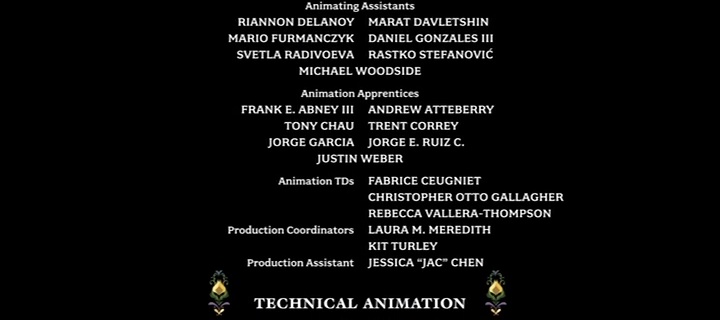 Animating Assistants
RIANNON DELANOY MARAT DAVLETSHIN
MARIO FURMANCZYK DANIEL GONZALES III
SVETLA RADIVOEVA RASTKO STEFANOVIĆ
MICHAEL WOODSIDE
Animation Apprentices
FRANK E. ABNEY III ANDREW ATTEBERRY
TONY CHAU TRENT CORREY
JORGE GARCIA JORGE E. RUIZ C.
JUSTIN WEBER
Animation TDs FABRICE CEUGNIET
CHRISTOPHER OTTO GALLAGHER
REBECCA VALLERA-THOMPSON
Production Coordinators LAURA M. MEREDITH
KIT TURLEY
Production Assistant JESSICA “JAC” CHEN
TECHNICAL ANIMATION